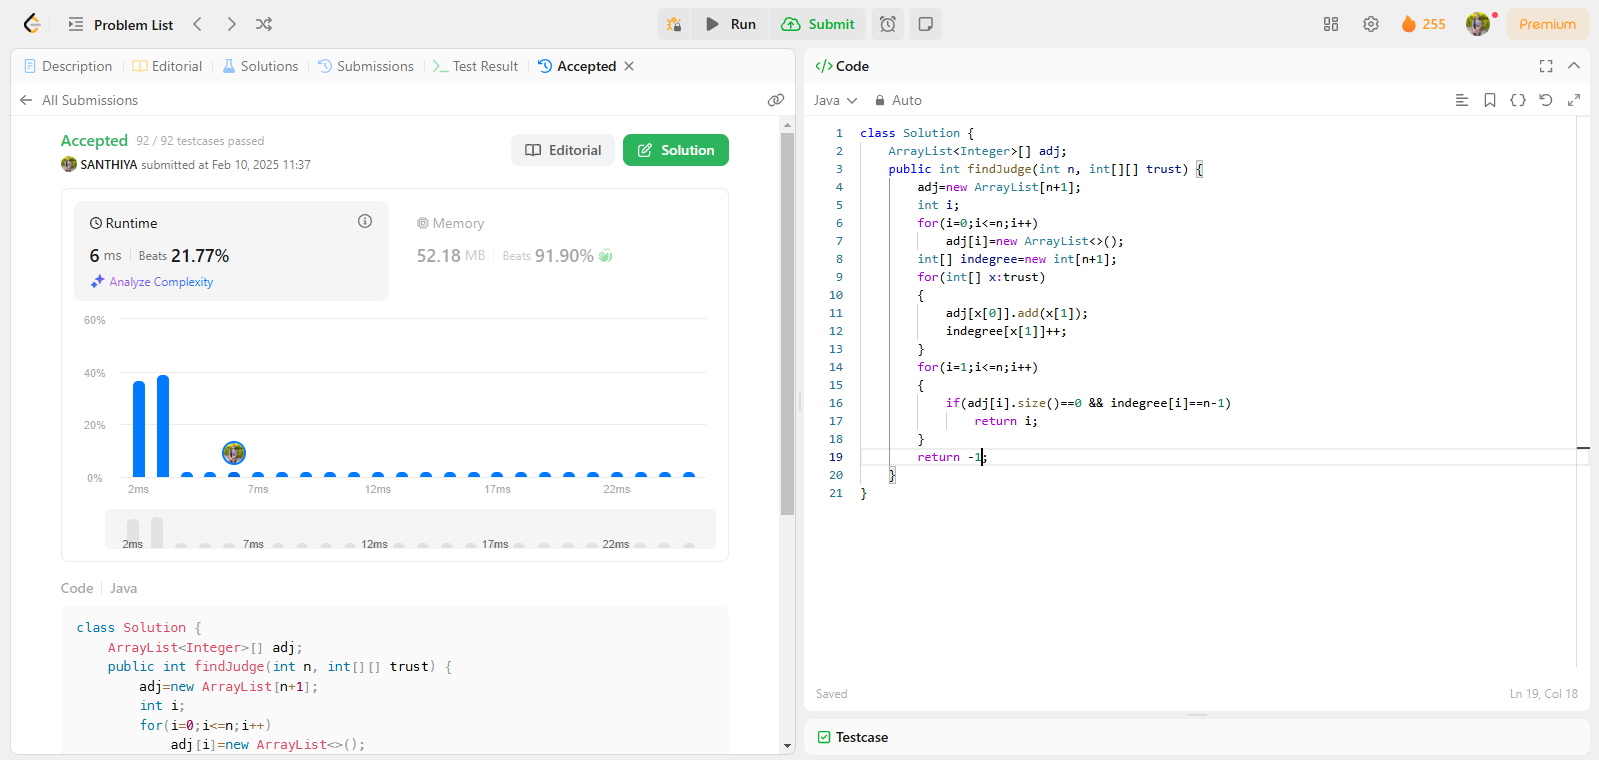 Problem List
Run
Submit
255
Premium
Description
Editorial
Solutions
Submissions
Test Result
Accepted
All Submissions
Accepted 92 / 92 testcases passed
SANTHIYA submitted at Feb 10, 2025 11:37
Editorial
Solution
Runtime
6 ms Beats 21.77%
Analyze Complexity
Memory
52.18 MB Beats 91.90%
60%
40%
20%
0%
2ms 7ms 12ms 17ms 22ms
2ms 7ms 12ms 17ms 22ms
Code Java
class Solution {
    ArrayList<Integer>[] adj;
    public int findJudge(int n, int[][] trust) {
        adj=new ArrayList[n+1];
        int i;
        for(i=0;i<=n;i++)
            adj[i]=new ArrayList<>();
</> Code
Java Auto
1 class Solution {
2     ArrayList<Integer>[] adj;
3     public int findJudge(int n, int[][] trust) {
4         adj=new ArrayList[n+1];
5         int i;
6         for(i=0;i<=n;i++)
7             adj[i]=new ArrayList<>();
8         int[] indegree=new int[n+1];
9         for(int[] x:trust)
10         {
11             adj[x[0]].add(x[1]);
12             indegree[x[1]]++;
13         }
14         for(i=1;i<=n;i++)
15         {
16             if(adj[i].size()==0 && indegree[i]==n-1)
17                 return i;
18         }
19         return -1;
20     }
21 }
Saved
Ln 19, Col 18
Testcase